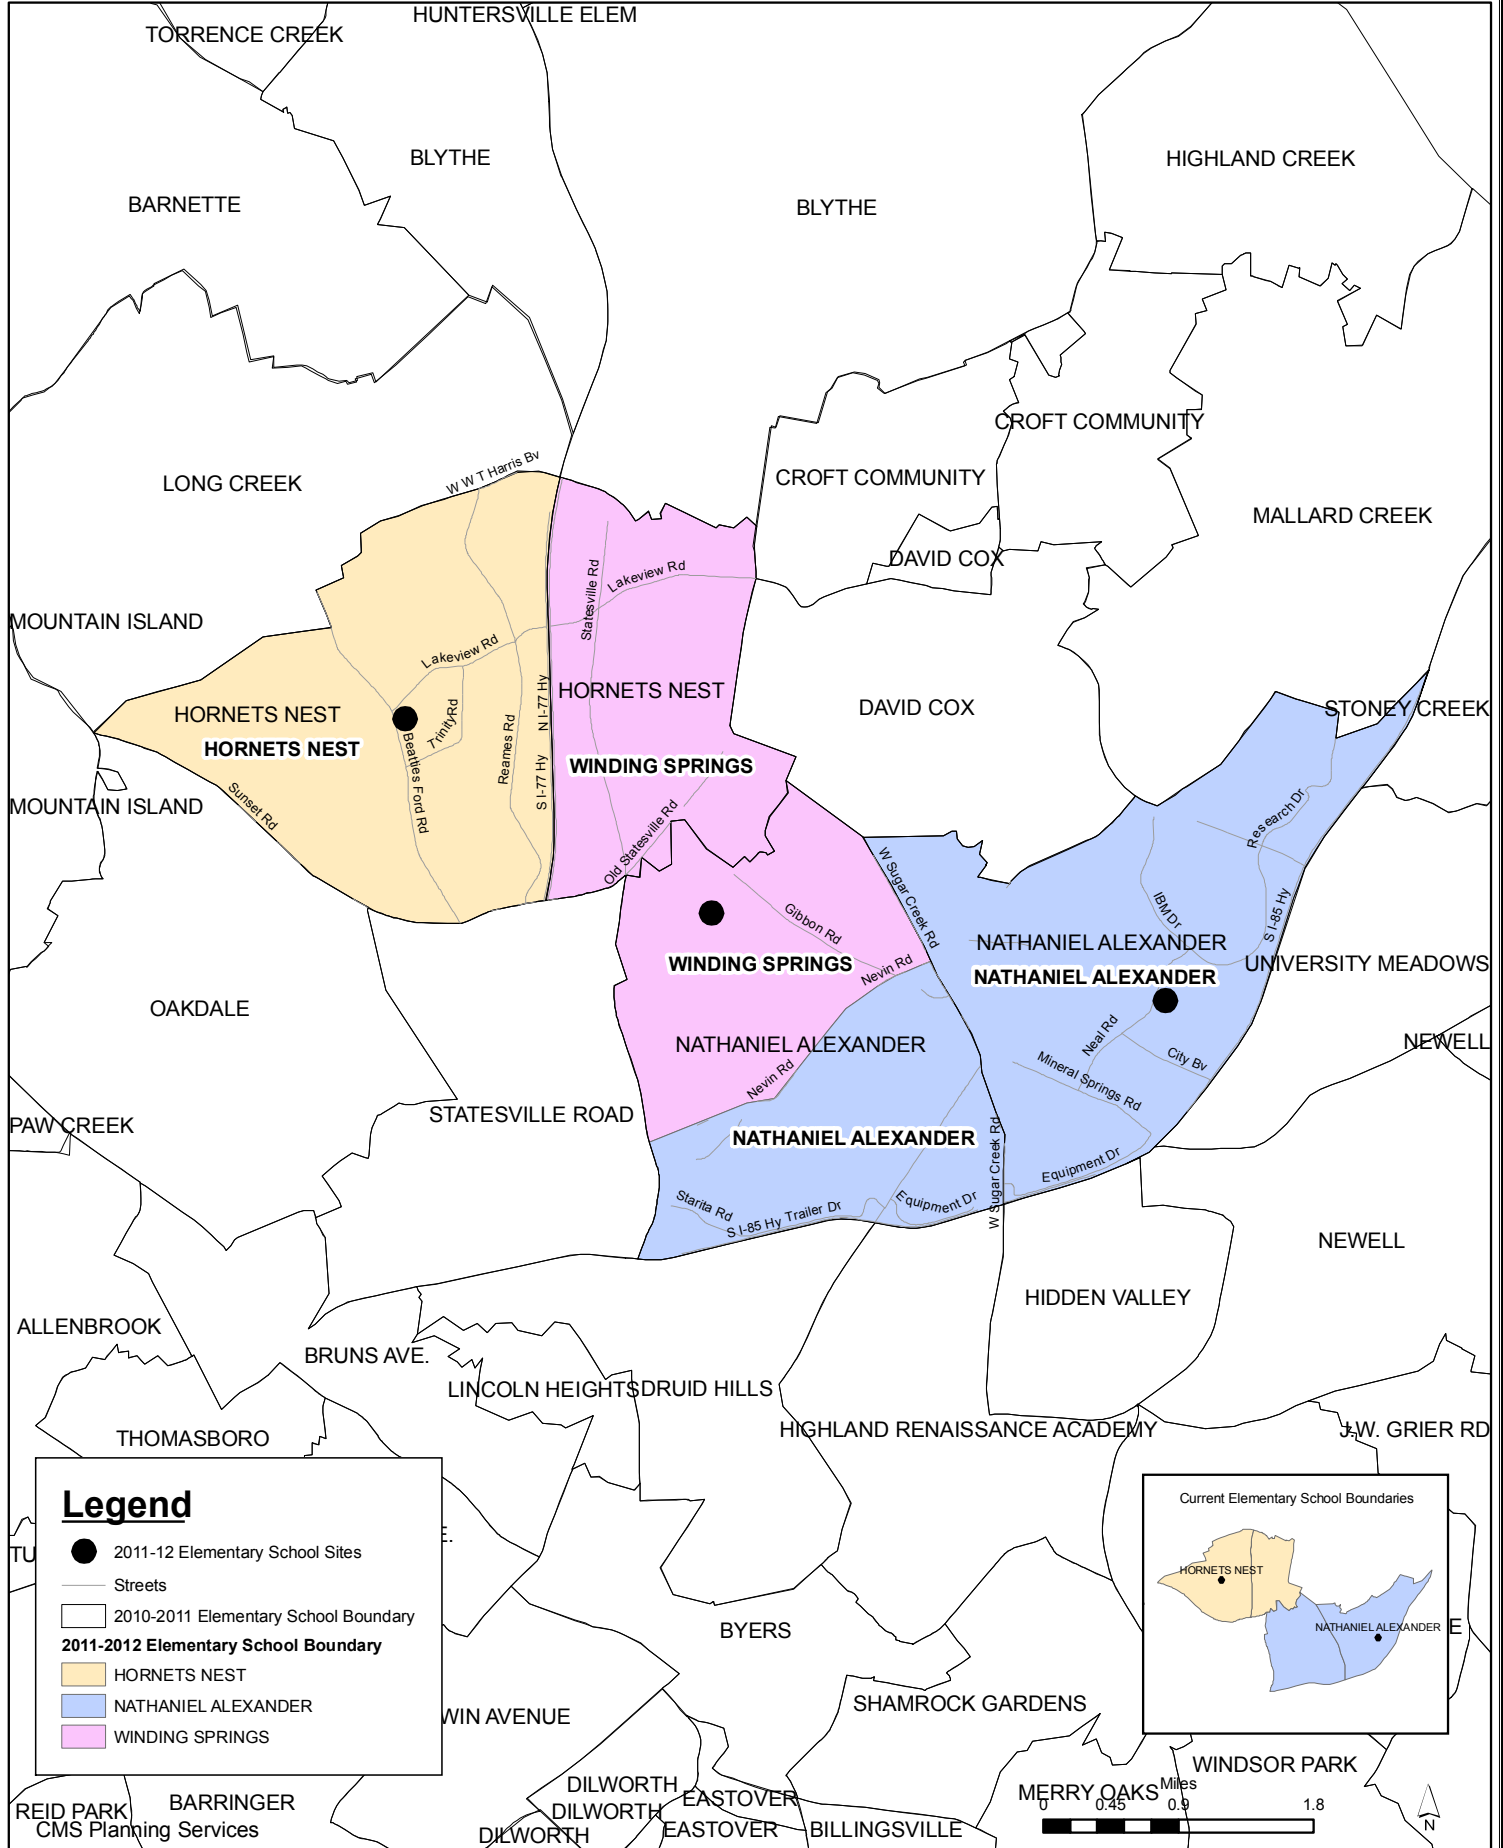 HUNTERSVILLE ELEM
TORRENCE CREEK
BLYTHE
HIGHLAND CREEK
BARNETTE
BLYTHE
CROFT COMMUNITY
W W T Harris Bv
CROFT COMMUNITY
LONG CREEK
MALLARD CREEK
DAVID COX
Statesville Rd
Lakeview Rd
MOUNTAIN ISLAND
Lakeview Rd
HORNETS NEST
N I-77 Hy
DAVID COX
STONEY CREEK
HORNETS NEST
Trinity Rd
HORNETS NEST
Reames Rd
WINDING SPRINGS
S I-77 Hy
Beatties Ford Rd
MOUNTAIN ISLAND
Sunset Rd
Research Dr
Old Statesville Rd
W Sugar Creek Rd
IBM Dr
S I-85 Hy
Gibbon Rd
NATHANIEL ALEXANDER
WINDING SPRINGS
Nevin Rd
UNIVERSITY MEADOWS
NATHANIEL ALEXANDER
OAKDALE
Neal Rd
NEWELL
NATHANIEL ALEXANDER
City Bv
Nevin Rd
Mineral Springs Rd
PAW CREEK
STATESVILLE ROAD
NATHANIEL ALEXANDER
W Sugar Creek Rd
Equipment Dr
Starita Rd
Equipment Dr
S I-85 Hy Trailer Dr
NEWELL
HIDDEN VALLEY
ALLENBROOK
BRUNS AVE.
LINCOLN HEIGHTS
DRUID HILLS
HIGHLAND RENAISSANCE ACADEMY
J.W. GRIER RD
THOMASBORO
Legend
2011-12 Elementary School Sites
Streets
2010-2011 Elementary School Boundary
2011-2012 Elementary School Boundary
HORNETS NEST
NATHANIEL ALEXANDER
WINDING SPRINGS
TU
E.
Current Elementary School Boundaries
HORNETS NEST
NATHANIEL ALEXANDER
E
BYERS
SHAMROCK GARDENS
WIN AVENUE
WINDSOR PARK
DILWORTH
EASTOVER
MERRY OAKS
Miles
0 0.45 0.9 1.8
N
REID PARK
BARRINGER
DILWORTH
CMS Planning Services
DILWORTH
EASTOVER
BILLINGSVILLE